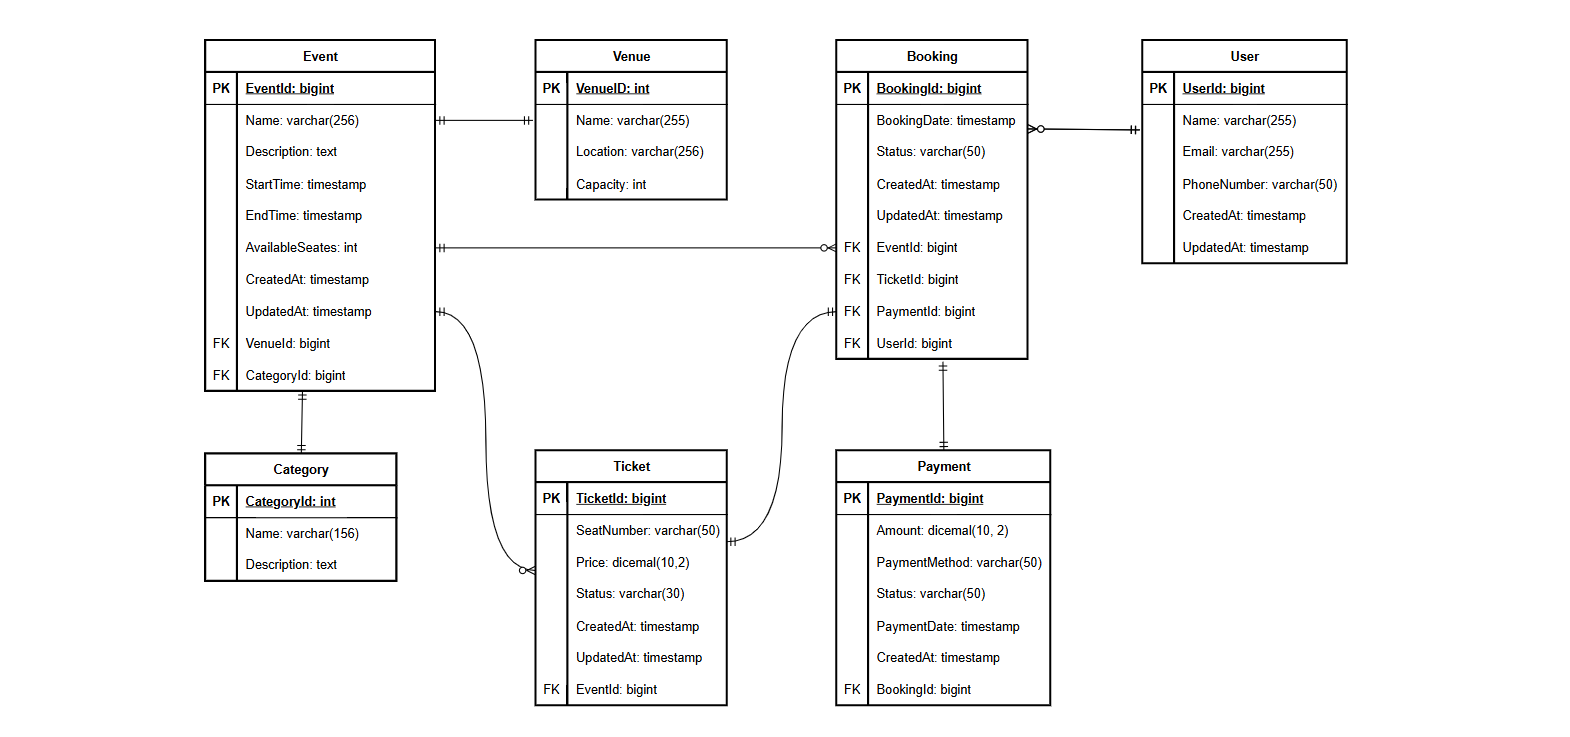 Event
PK EventId: bigint
Name: varchar(256)
Description: text
StartTime: timestamp
EndTime: timestamp
AvailableSeates: int
CreatedAt: timestamp
UpdatedAt: timestamp
FK VenueId: bigint
FK CategoryId: bigint
Venue
PK VenueID: int
Name: varchar(255)
Location: varchar(256)
Capacity: int
Booking
PK BookingId: bigint
BookingDate: timestamp
Status: varchar(50)
CreatedAt: timestamp
UpdatedAt: timestamp
FK EventId: bigint
FK TicketId: bigint
FK PaymentId: bigint
FK UserId: bigint
User
PK UserId: bigint
Name: varchar(255)
Email: varchar(255)
PhoneNumber: varchar(50)
CreatedAt: timestamp
UpdatedAt: timestamp
Category
PK CategoryId: int
Name: varchar(156)
Description: text
Ticket
PK TicketId: bigint
SeatNumber: varchar(50)
Price: dicemal(10,2)
Status: varchar(30)
CreatedAt: timestamp
UpdatedAt: timestamp
FK EventId: bigint
Payment
PK PaymentId: bigint
Amount: dicemal(10, 2)
PaymentMethod: varchar(50)
Status: varchar(50)
PaymentDate: timestamp
CreatedAt: timestamp
FK BookingId: bigint